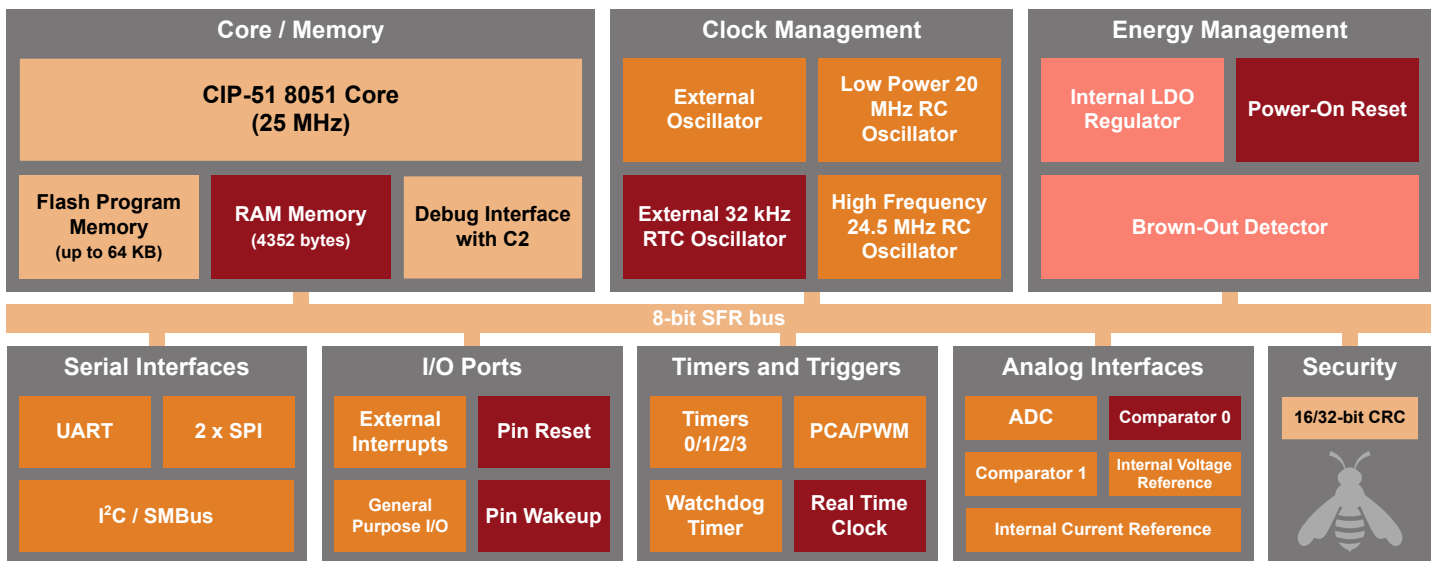 Core / Memory
CIP-51 8051 Core
(25 MHz)
Flash Program
Memory
(up to 64 KB)
RAM Memory
(4352 bytes)
Debug Interface
with C2
Clock Management
External
Oscillator
Low Power 20
MHz RC
Oscillator
External 32 kHz
RTC Oscillator
High Frequency
24.5 MHz RC
Oscillator
Energy Management
Internal LDO
Regulator
Power-On Reset
Brown-Out Detector
8-bit SFR bus
Serial Interfaces
UART
2 x SPI
I²C / SMBus
I/O Ports
External
Interrupts
Pin Reset
General
Purpose I/O
Pin Wakeup
Timers and Triggers
Timers
0/1/2/3
PCA/PWM
Watchdog
Timer
Real Time
Clock
Analog Interfaces
ADC
Comparator 0
Comparator 1
Internal Voltage
Reference
Internal Current Reference
Security
16/32-bit CRC